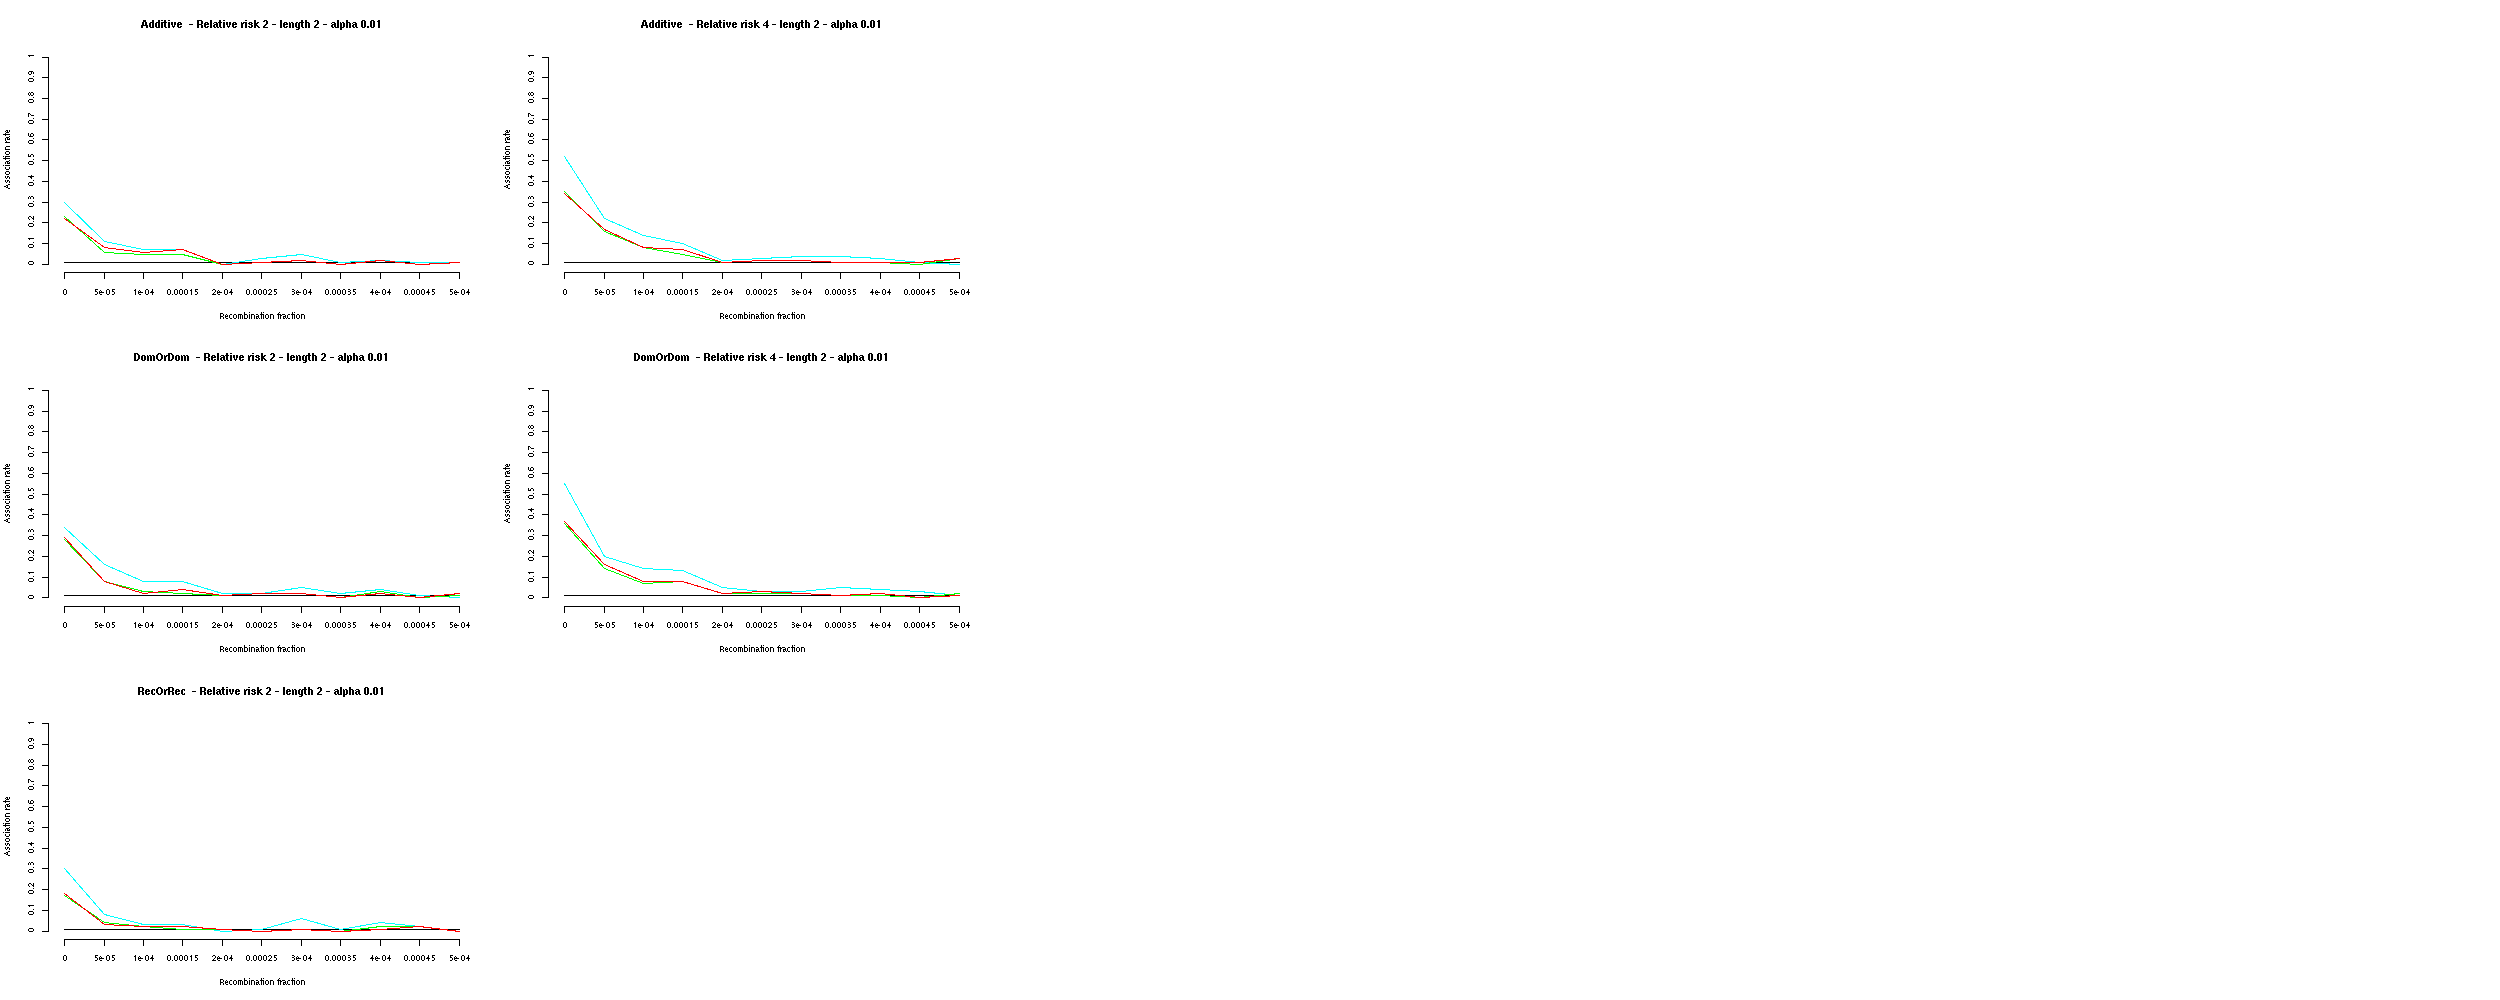 Additive - Relative risk 2 - length 2 - alpha 0.01
Association rate
0 0.1 0.2 0.3 0.4 0.5 0.6 0.7 0.8 0.9 1
0 5e-05 1e-04 0.00015 2e-04 0.00025 3e-04 0.00035 4e-04 0.00045 5e-04
Recombination fraction
Additive - Relative risk 4 - length 2 - alpha 0.01
Association rate
0 0.1 0.2 0.3 0.4 0.5 0.6 0.7 0.8 0.9 1
0 5e-05 1e-04 0.00015 2e-04 0.00025 3e-04 0.00035 4e-04 0.00045 5e-04
Recombination fraction
DomOrDom - Relative risk 2 - length 2 - alpha 0.01
Association rate
0 0.1 0.2 0.3 0.4 0.5 0.6 0.7 0.8 0.9 1
0 5e-05 1e-04 0.00015 2e-04 0.00025 3e-04 0.00035 4e-04 0.00045 5e-04
Recombination fraction
DomOrDom - Relative risk 4 - length 2 - alpha 0.01
Association rate
0 0.1 0.2 0.3 0.4 0.5 0.6 0.7 0.8 0.9 1
0 5e-05 1e-04 0.00015 2e-04 0.00025 3e-04 0.00035 4e-04 0.00045 5e-04
Recombination fraction
RecOrRec - Relative risk 2 - length 2 - alpha 0.01
Association rate
0 0.1 0.2 0.3 0.4 0.5 0.6 0.7 0.8 0.9 1
0 5e-05 1e-04 0.00015 2e-04 0.00025 3e-04 0.00035 4e-04 0.00045 5e-04
Recombination fraction